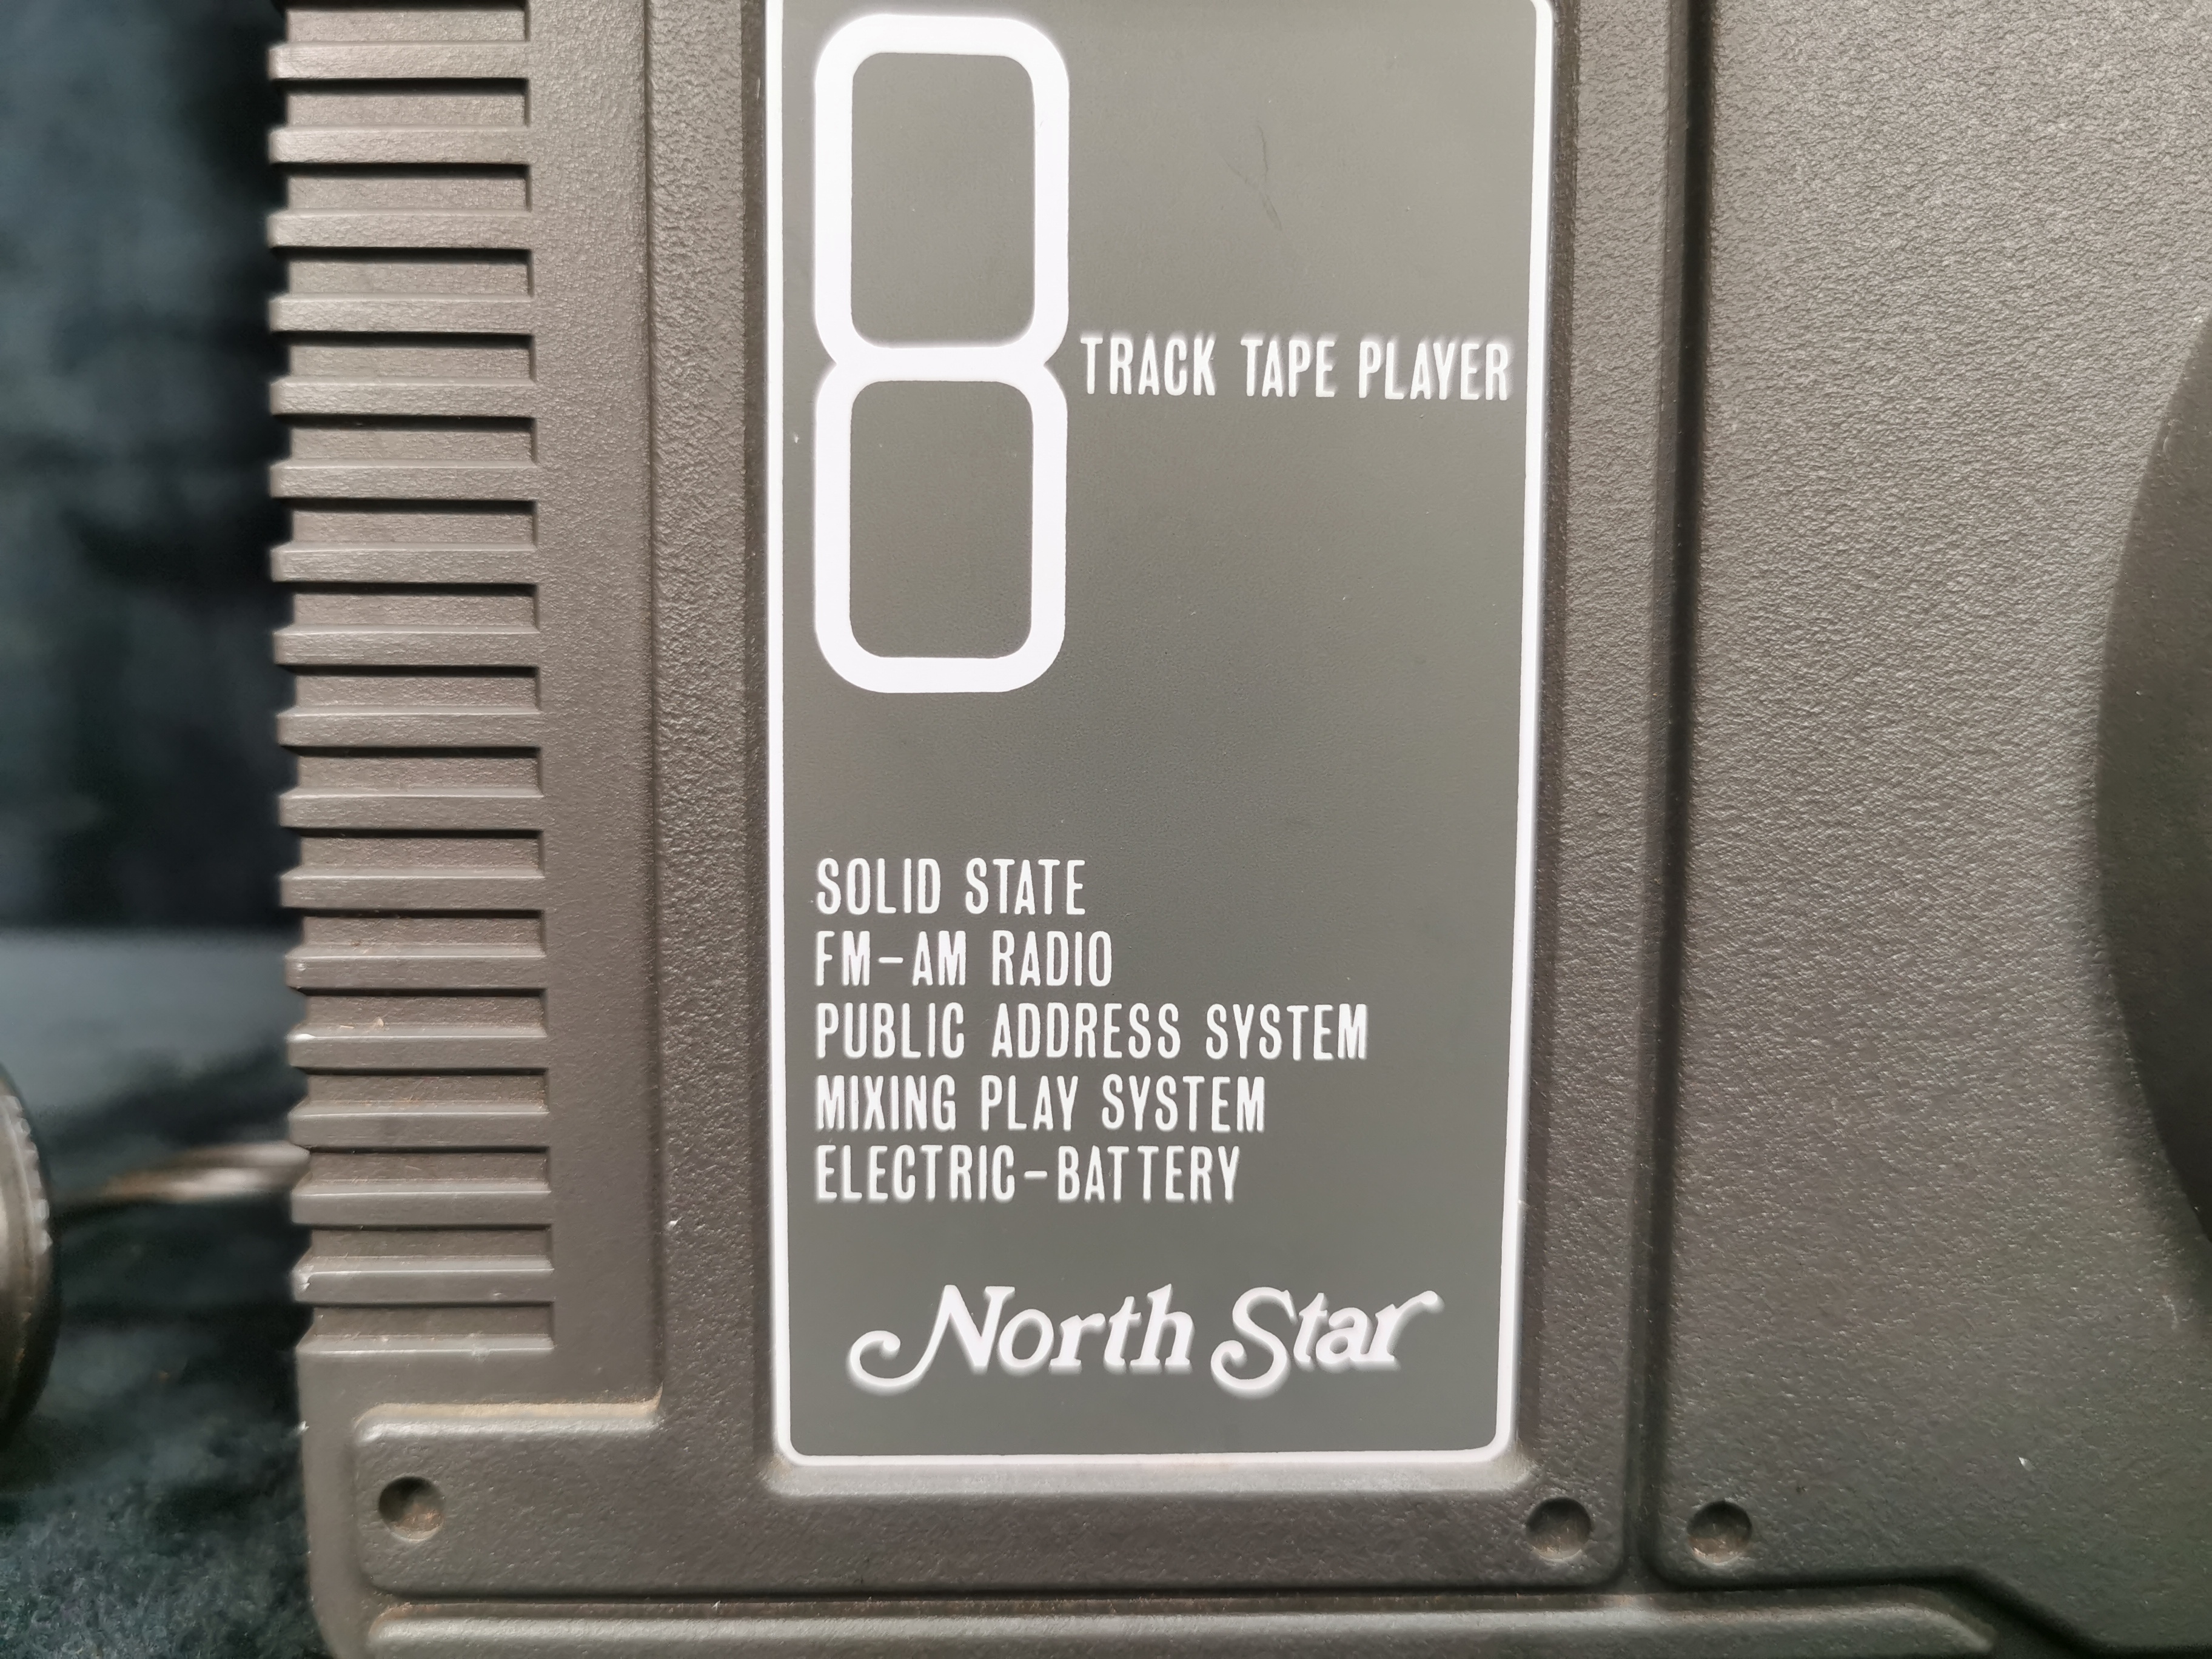 8 TRACK TAPE PLAYER
SOLID STATE
FM-AM RADIO
PUBLIC ADDRESS SYSTEM
MIXING PLAY SYSTEM
ELECTRIC-BATTERY
North Star